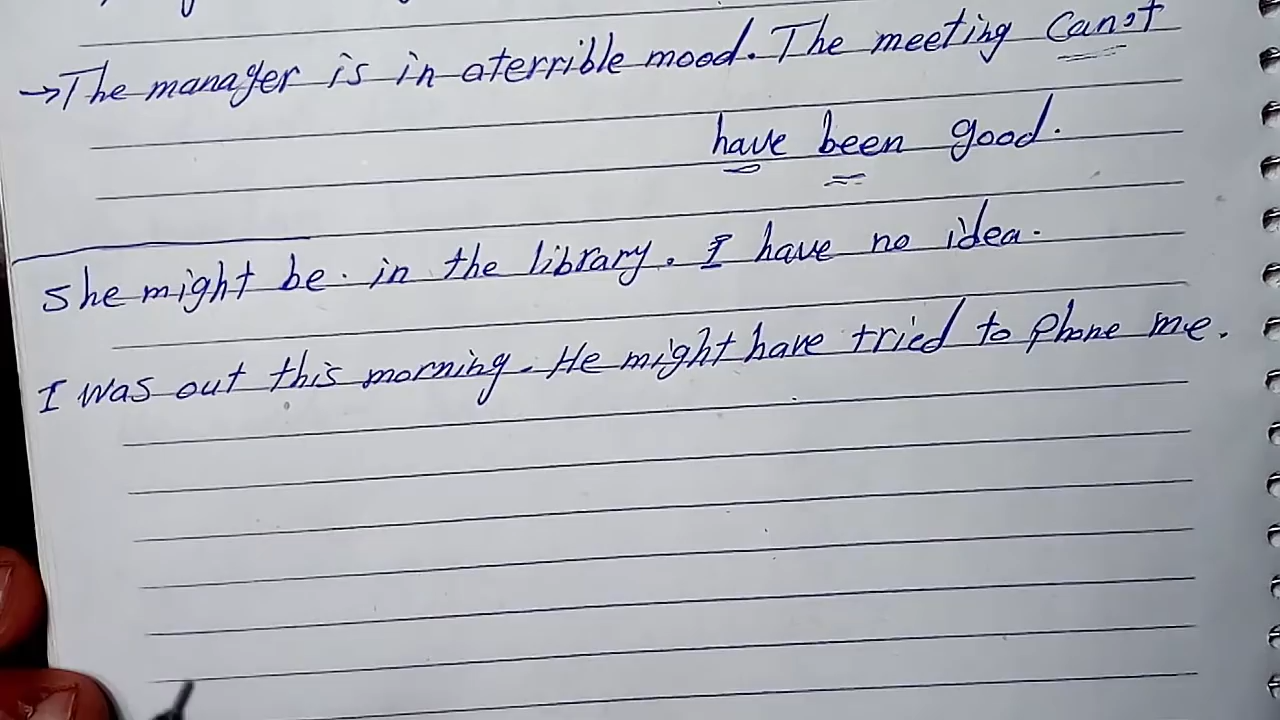 →The manager is in aterrible mood. The meeting canot
have been good.
She might be. in the library. I have no idea.
I was out this morning. He might have tried to phone me.